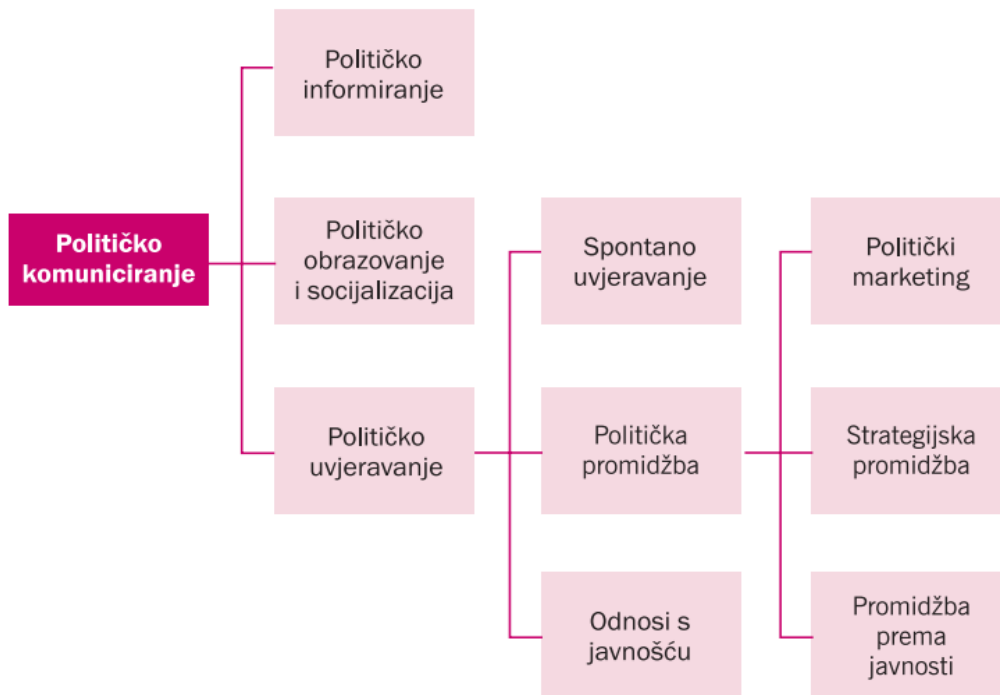 Političko
komuniciranje
Političko
informiranje
Političko
obrazovanje
i socijalizacija
Političko
uvjeravanje
Spontano
uvjeravanje
Politička
promidžba
Odnosi s
javnošću
Politički
marketing
Strategijska
promidžba
Promidžba
prema
javnosti